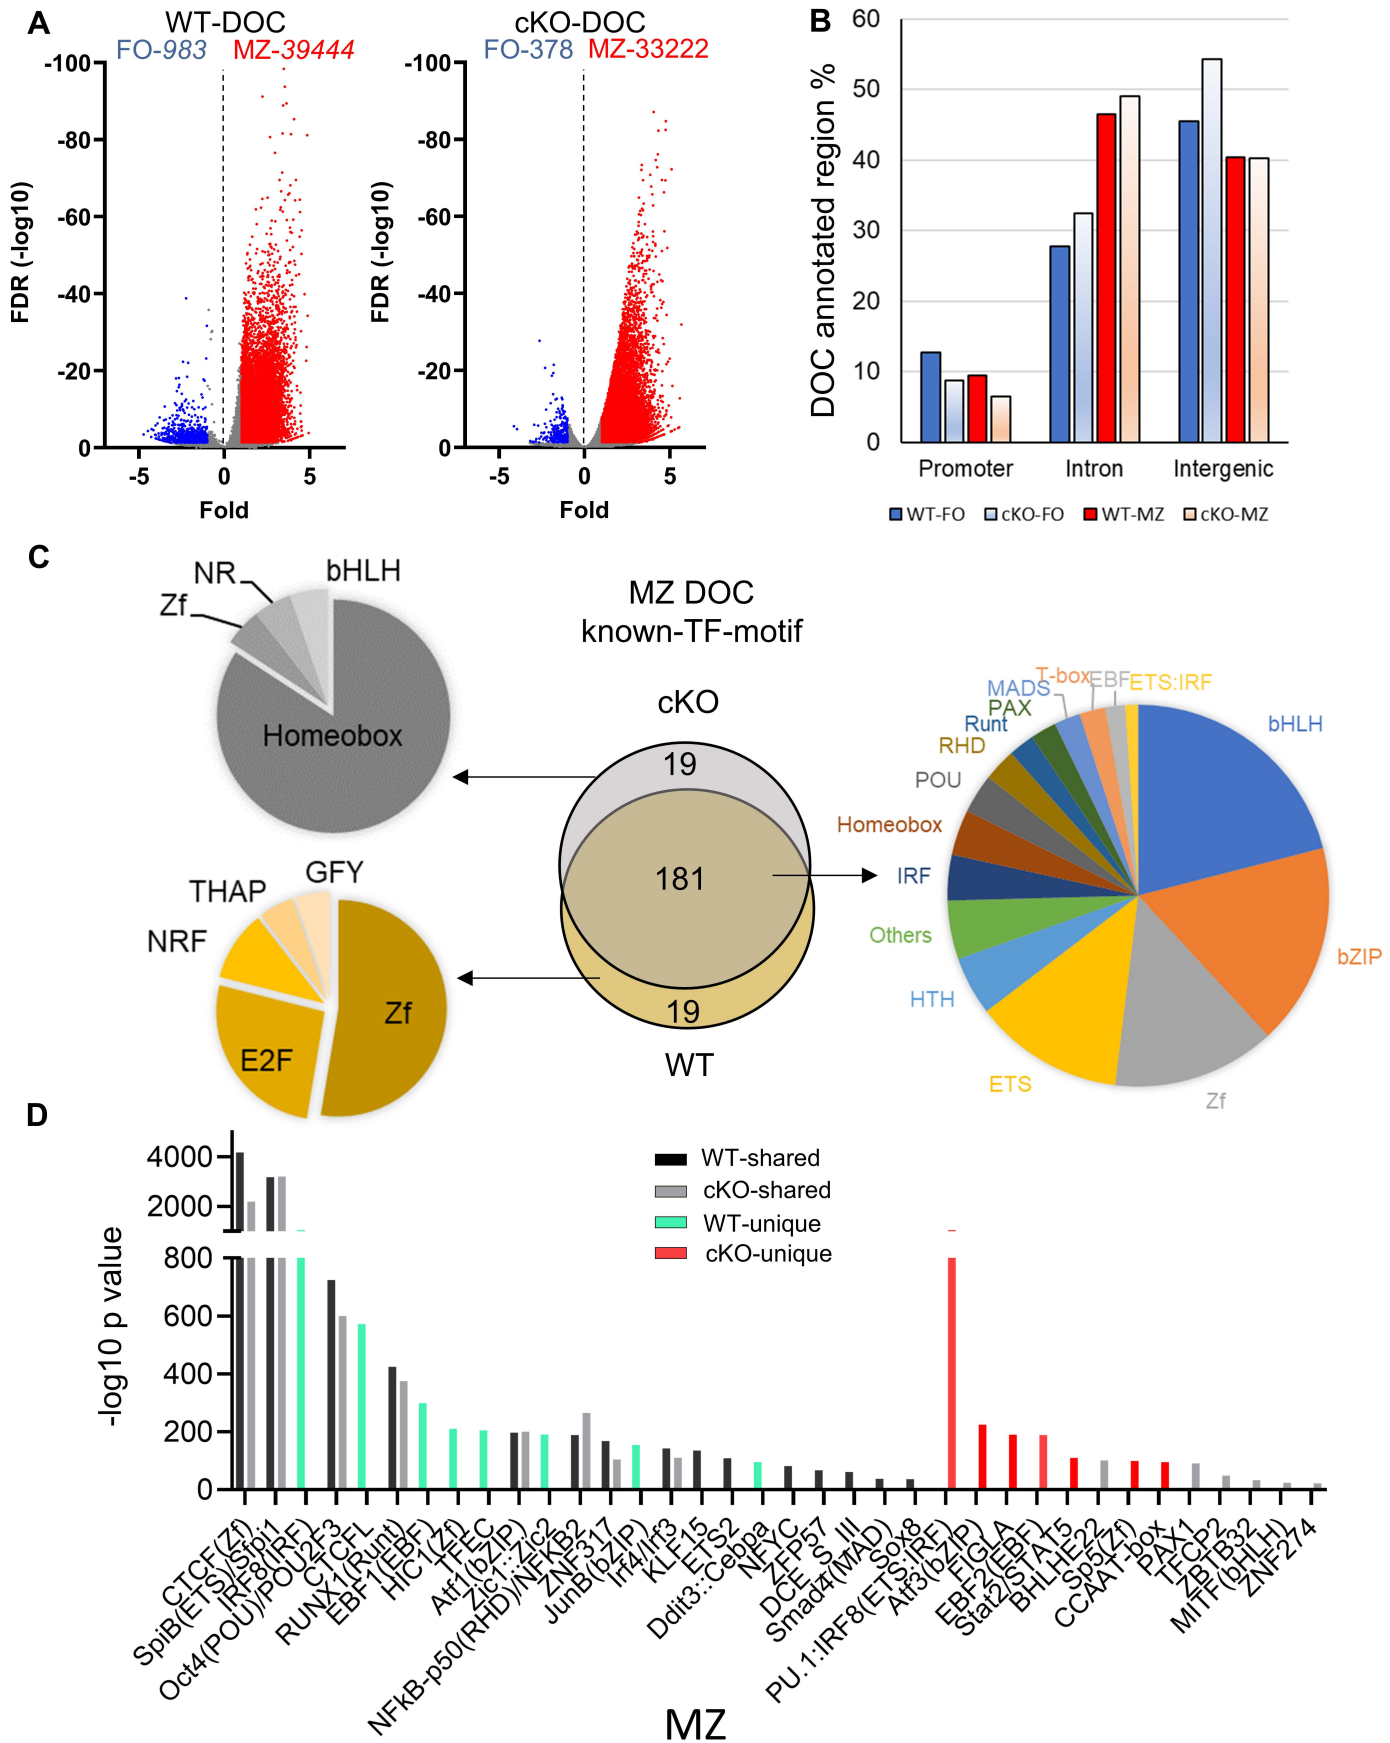 A
WT-DOC
FO-983
MZ-39444
-100
-80
-60
-40
-20
0
FDR (-log10)
-5
0
5
Fold
cKO-DOC
FO-378
MZ-33222
-100
-80
-60
-40
-20
0
FDR (-log10)
-5
0
5
Fold
B
DOC annotated region %
60
50
40
30
20
10
0
Promoter
Intron
Intergenic
WT-FO
cKO-FO
WT-MZ
cKO-MZ
C
NR
bHLH
Zf
Homeobox
THAP
GFY
NRF
E2F
Zf
MZ DOC
known-TF-motif
cKO
19
181
19
WT
T-box
EBF
ETS:IRF
MADS
PAX
Runt
RHD
POU
Homeobox
IRF
Others
HTH
ETS
Zf
bZIP
bHLH
D
-log10 p value
4000
2000
800
600
400
200
0
WT-shared
cKO-shared
WT-unique
cKO-unique
CTCF(Zf)
SpiB(ETS)/Sfpi1
IRF8(IRF)
Oct4(POU)/POU2F3
CTCFL
RUNX1(Runt)
EBF1(EBF)
HIC1(Zf)
TFEC
Atf1(bZIP)
Zic1::Zic2
NFkB-p50(RHD)/NFKB2
ZNF317
JunB(bZIP)
Irf4/Irf3
KLF15
ETS2
Ddit3::Cebpa
NFYC
ZFP57
DCE_S_III
Smad4(MAD)
Sox8
PU.1:IRF8(ETS:IRF)
Atf3(bZIP)
FIGLA
EBF2(EBF)
Stat2/STAT5
BHLHE22
Sp5(Zf)
CCAAT-box
PAX1
TFCP2
ZBTB32
MITF(bHLH)
ZNF274
MZ